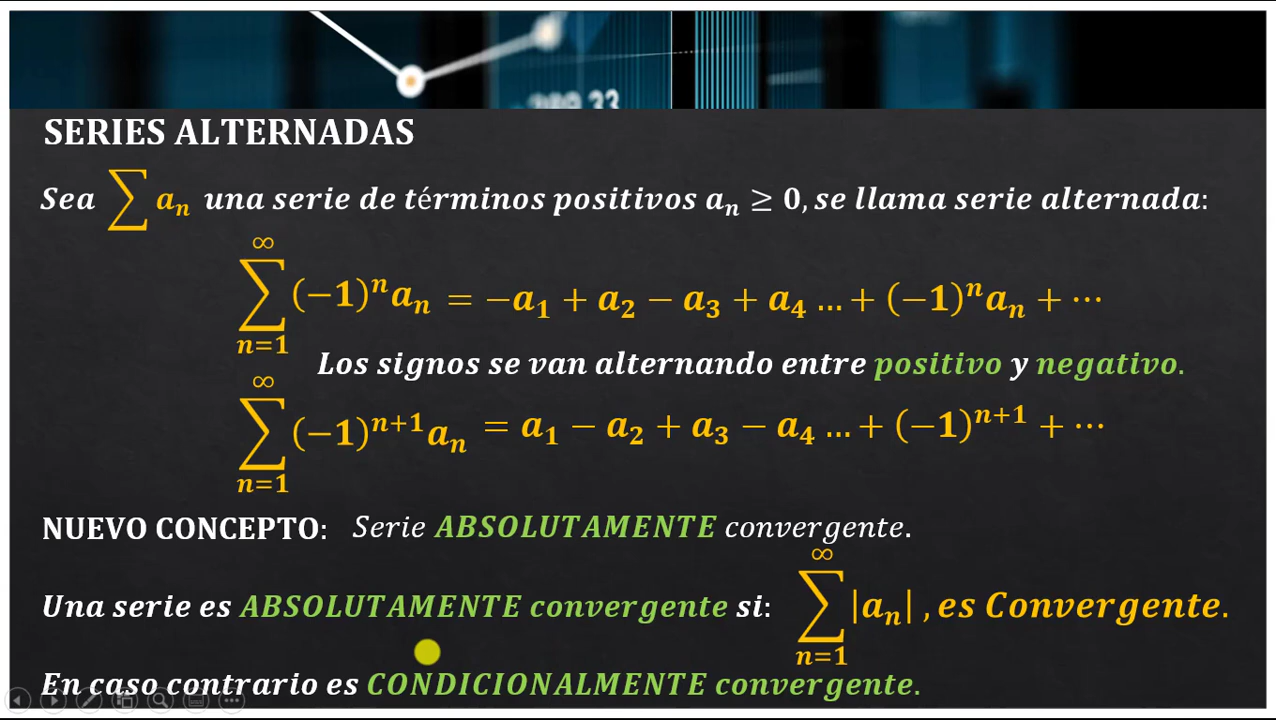 289.33
SERIES ALTERNADAS
Sea ∑ aₙ una serie de términos positivos aₙ ≥ 0, se llama serie alternada:
∞
∑ (−1)ⁿaₙ = −a₁ + a₂ − a₃ + a₄ … + (−1)ⁿaₙ + ⋯
n=1
Los signos se van alternando entre positivo y negativo.
∞
∑ (−1)ⁿ⁺¹aₙ = a₁ − a₂ + a₃ − a₄ … + (−1)ⁿ⁺¹ + ⋯
n=1
NUEVO CONCEPTO: Serie ABSOLUTAMENTE convergente.
∞
Una serie es ABSOLUTAMENTE convergente si: ∑ |aₙ| , es Convergente.
n=1
En caso contrario es CONDICIONALMENTE convergente.